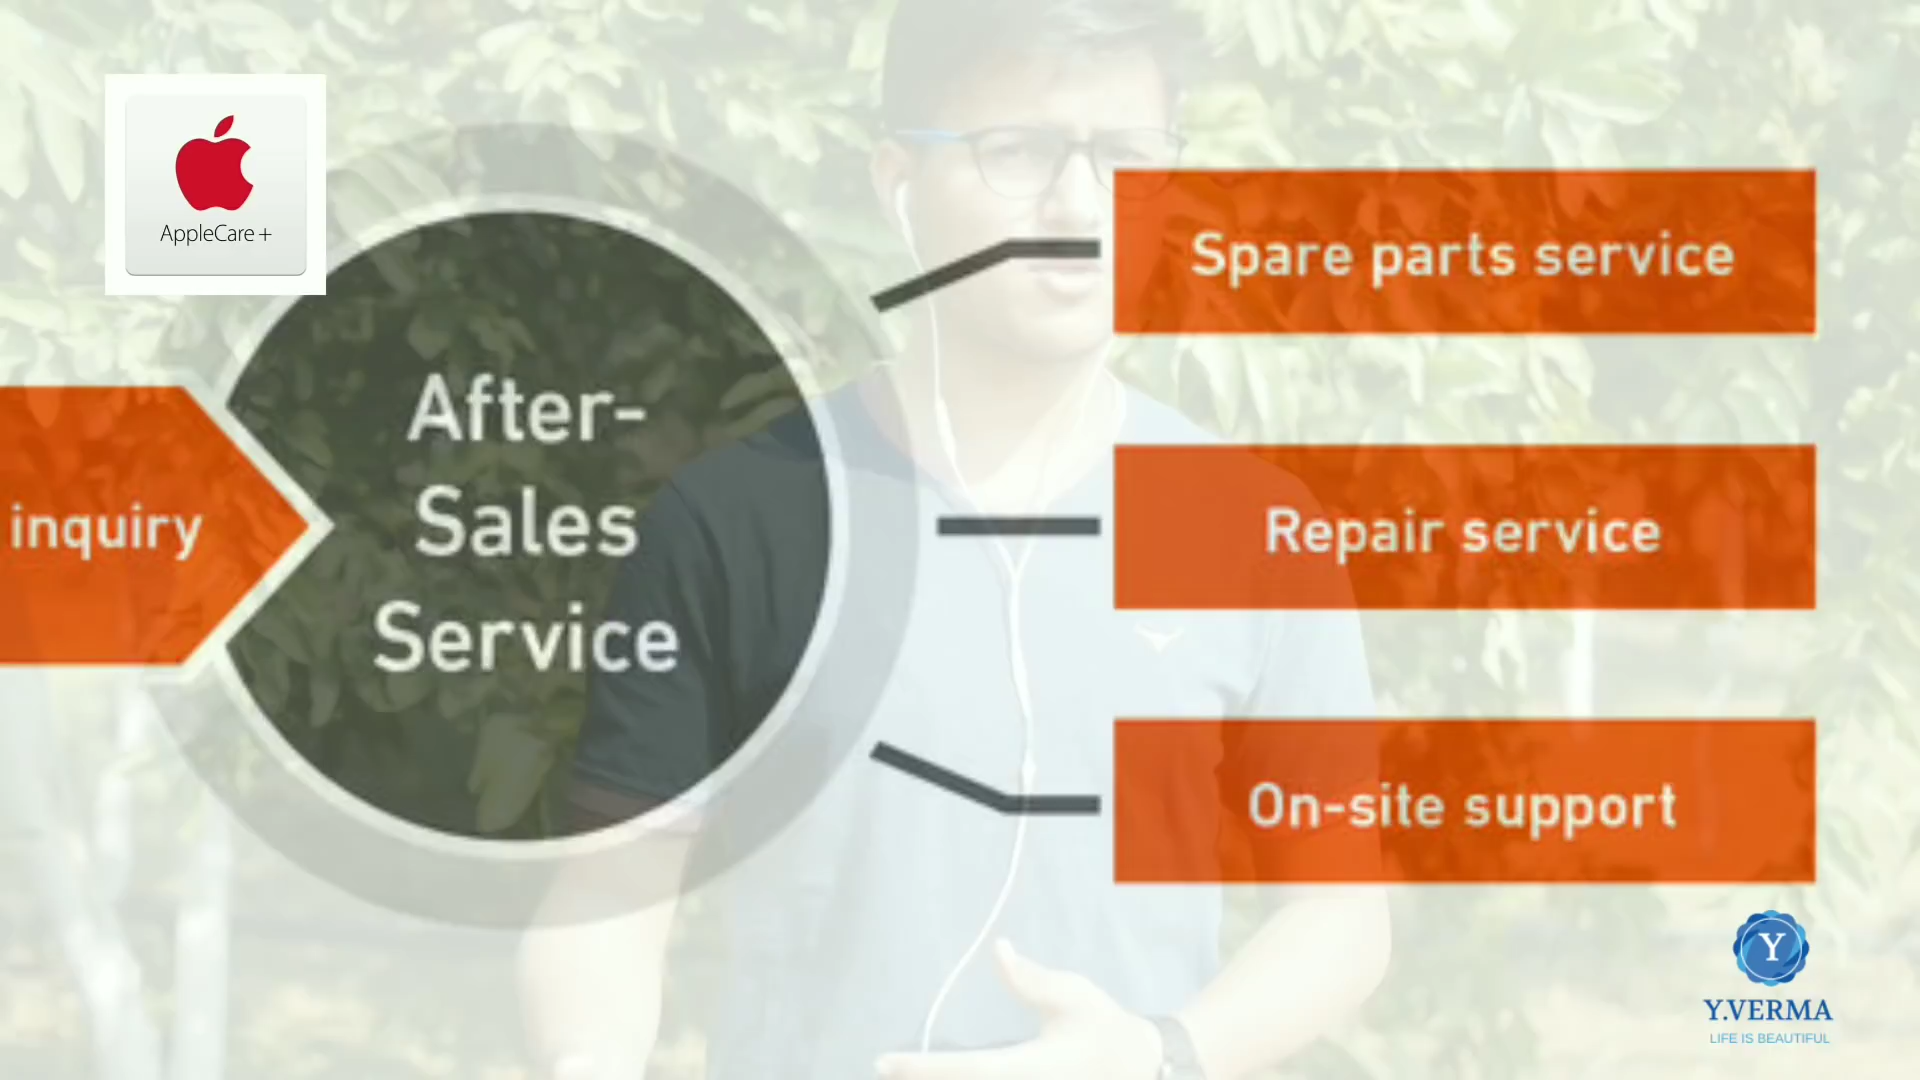 AppleCare+
inquiry
After-
Sales
Service
Spare parts service
Repair service
On-site support
Y
Y.VERMA
LIFE IS BEAUTIFUL